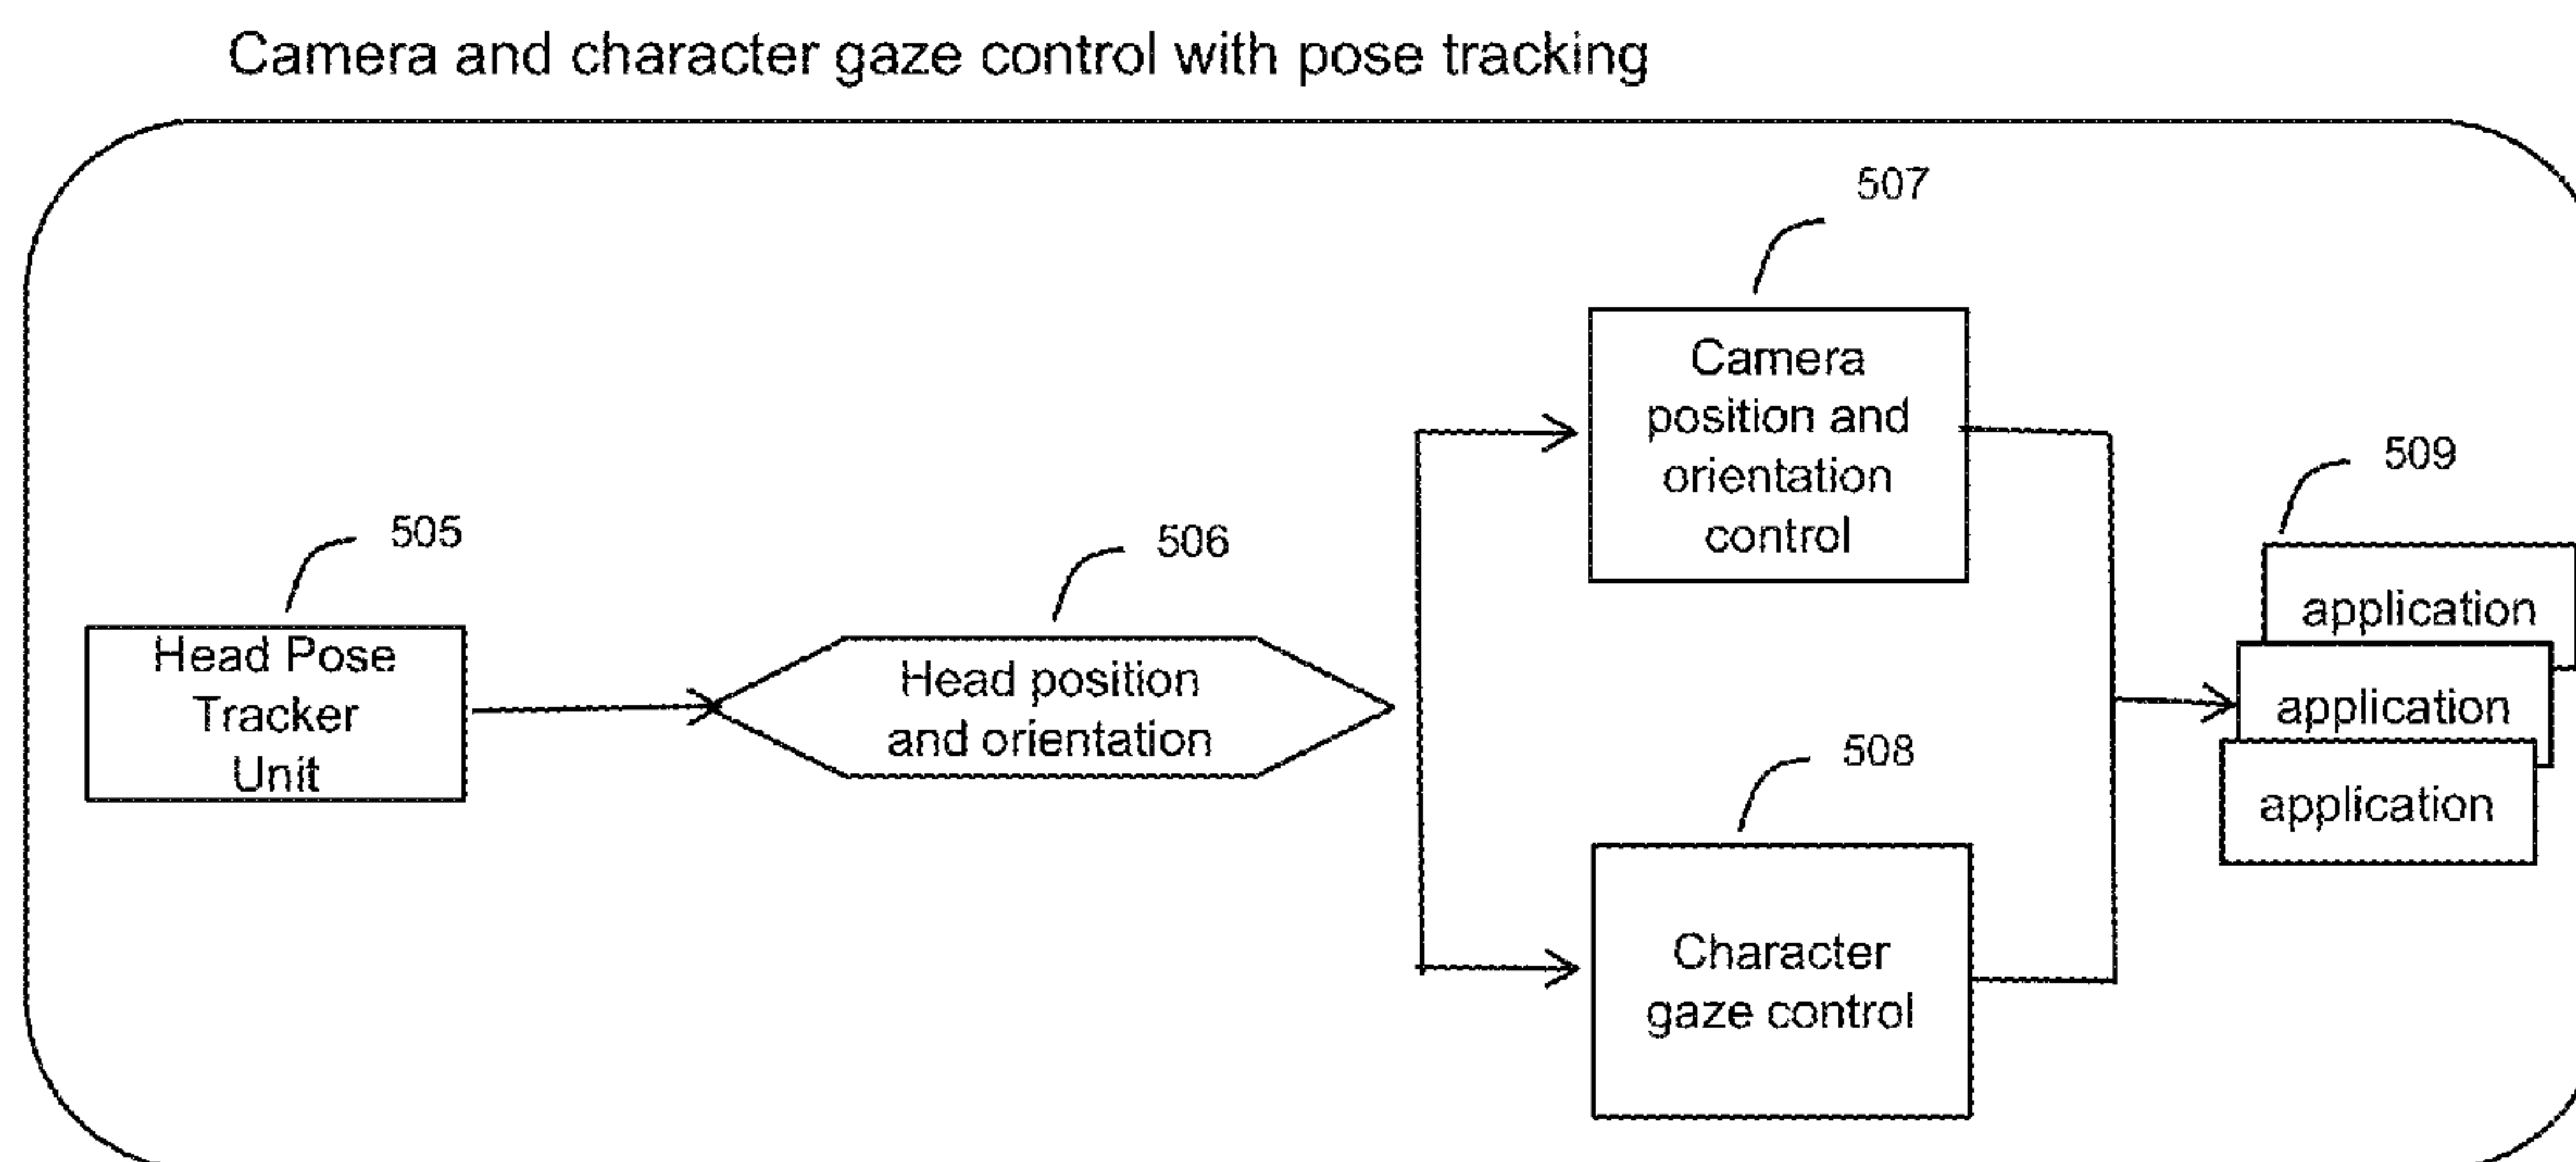 Camera and character gaze control with pose tracking
505
Head Pose
Tracker
Unit
506
Head position
and orientation
507
Camera
position and
orientation
control
508
Character
gaze control
509
application
application
application